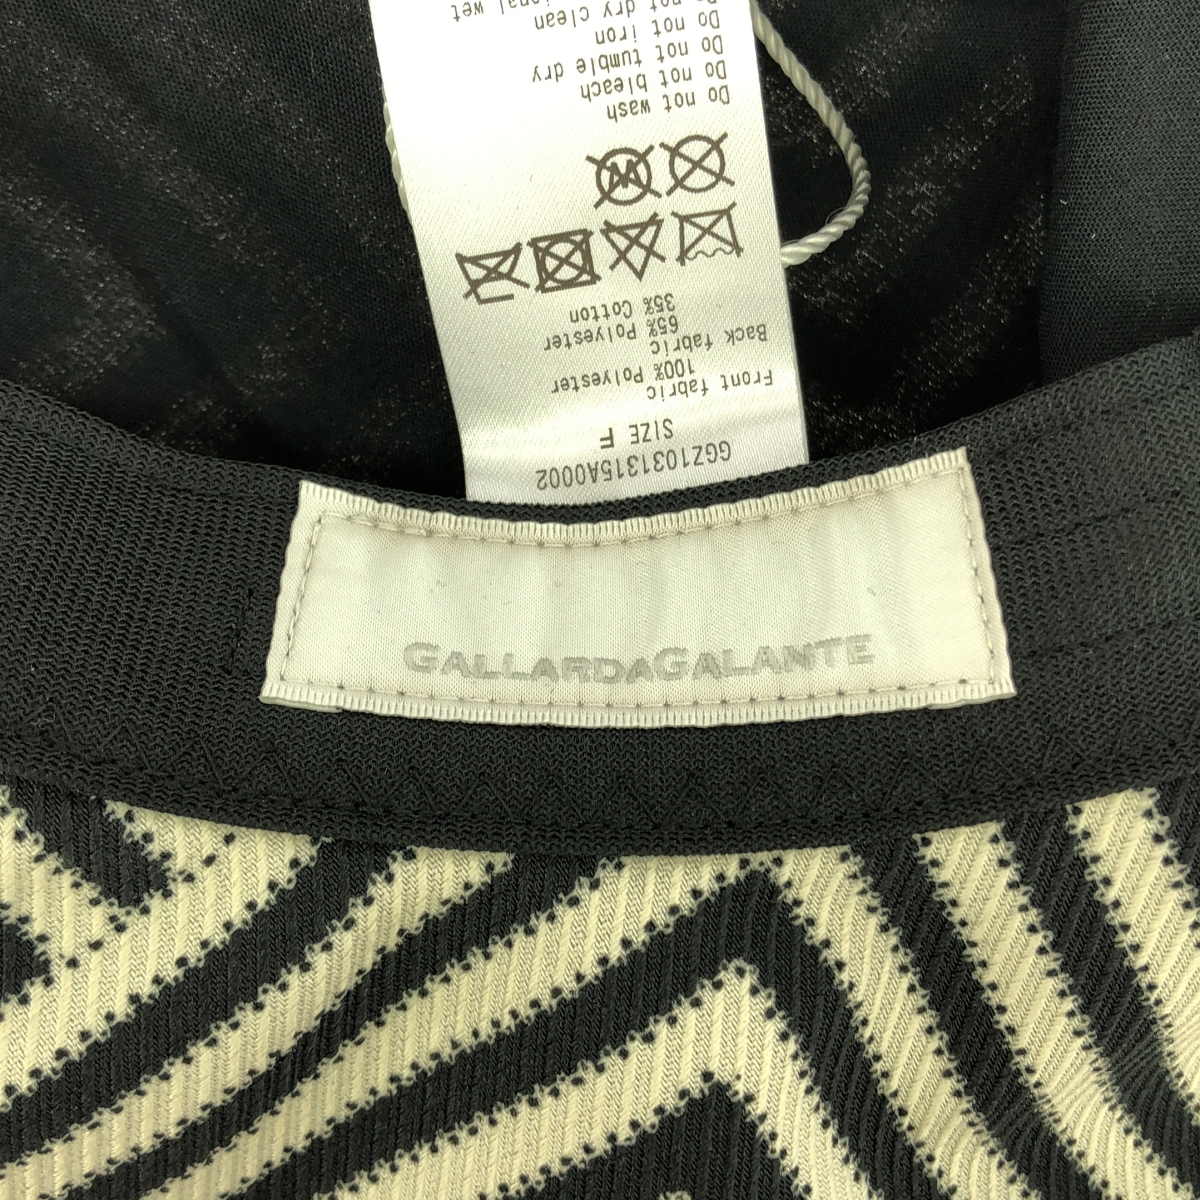 GALLARDAGALANTE
GGZ1031315A0002
SIZE F
Front fabric
100% Polyester
Back fabric
65% Polyester
35% Cotton
W
Do not wash
Do not bleach
Do not tumble dry
Do not iron
Do not dry clean
wet